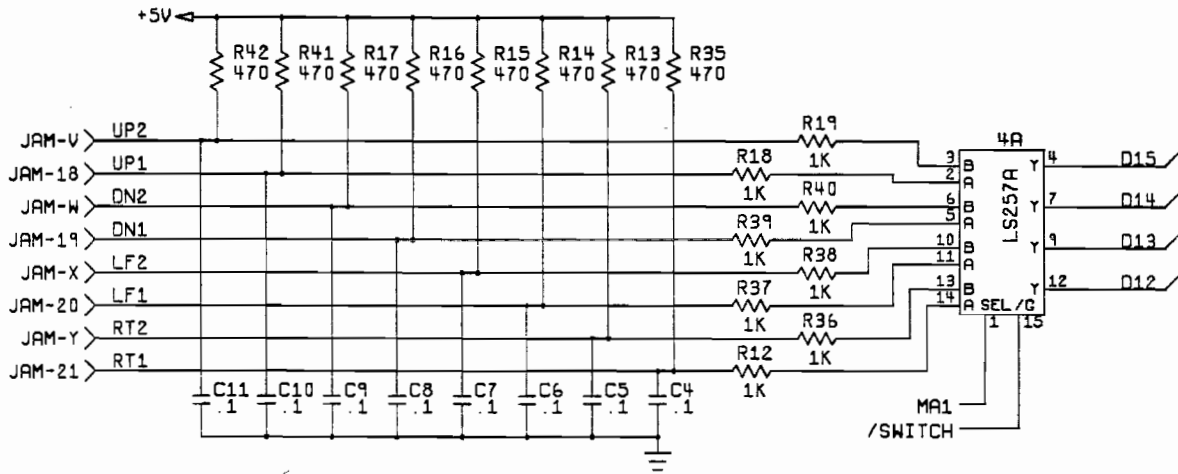 +5V
R42 R41 R17 R16 R15 R14 R13 R35
470 470 470 470 470 470 470 470
JAM-V UP2
JAM-18 UP1
JAM-W DN2
JAM-19 DN1
JAM-X LF2
JAM-20 LF1
JAM-Y RT2
JAM-21 RT1
R19
1K
R18
1K
R40
1K
R39
1K
R38
1K
R37
1K
R36
1K
R12
1K
C11 C10 C9 C8 C7 C6 C5 C4
.1 .1 .1 .1 .1 .1 .1 .1
4A
LS257A
3 B Y 4 D15
2 A
6 B Y 7 D14
5 A
10 B Y 9 D13
11 A
13 B Y 12 D12
14 A SEL /G
1 15
MA1
/SWITCH